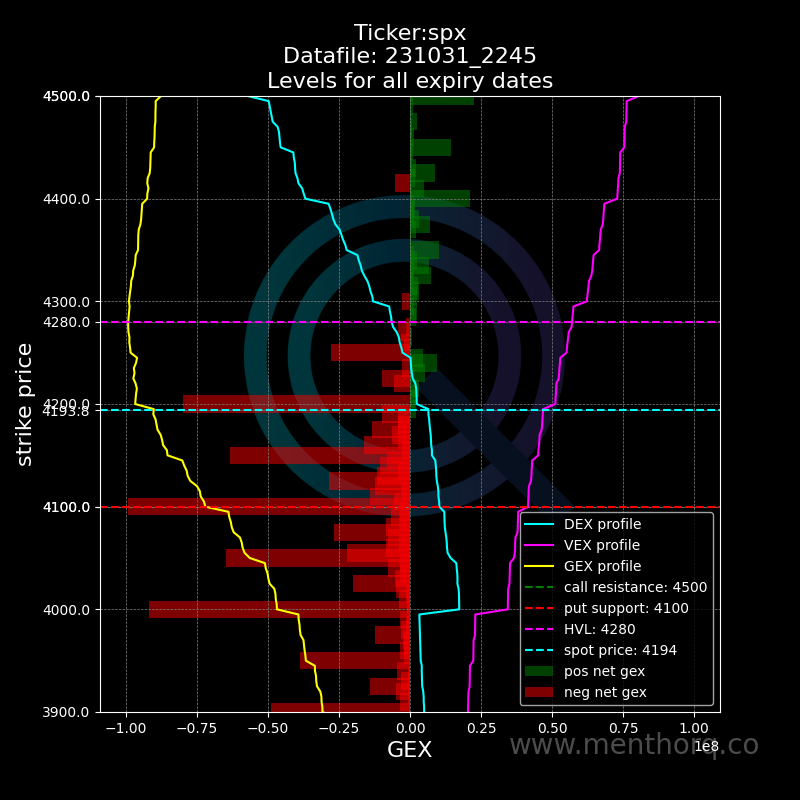 Ticker:spx
Datafile: 231031_2245
Levels for all expiry dates
strike price
4500.0
4400.0
4300.0
4280.0
4200.0
4193.8
4100.0
4000.0
3900.0
DEX profile
VEX profile
GEX profile
call resistance: 4500
put support: 4100
HVL: 4280
spot price: 4194
pos net gex
neg net gex
−1.00 −0.75 −0.50 −0.25 0.00 0.25 0.50 0.75 1.00
1e8
GEX
www.menthorq.co